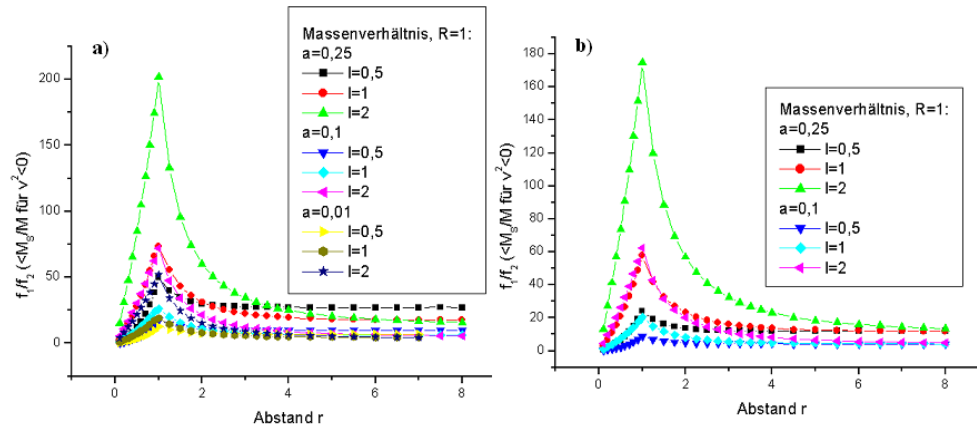 a)
Massenverhältnis, R=1:
a=0,25
l=0,5
l=1
l=2
a=0,1
l=0,5
l=1
l=2
a=0,01
l=0,5
l=1
l=2
200
150
100
50
0
f₁/f₂ (<M_S/M für v²<0)
0 2 4 6 8
Abstand r
b)
Massenverhältnis, R=1:
a=0,25
l=0,5
l=1
l=2
a=0,1
l=0,5
l=1
l=2
180
160
140
120
100
80
60
40
20
0
f₁/f₂ (<M_S/M für v²<0)
0 2 4 6 8
Abstand r